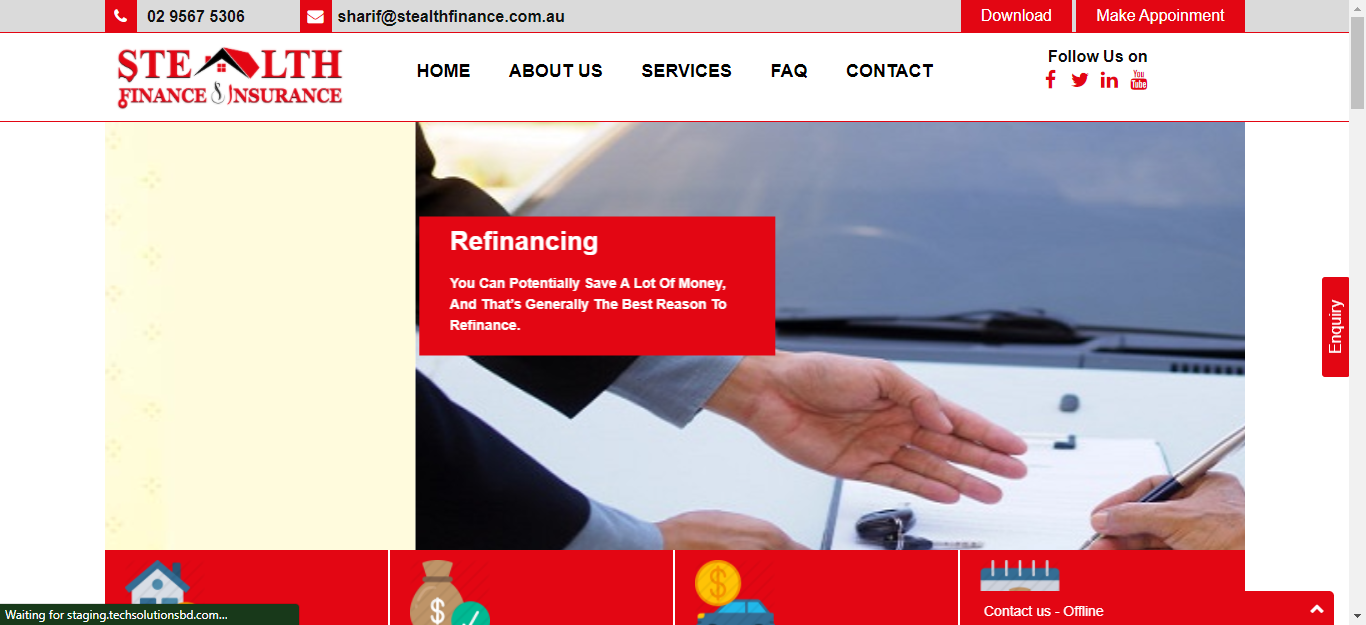 02 9567 5306
sharif@stealthfinance.com.au
Download
Make Appoinment
STEALTH
FINANCE & INSURANCE
HOME
ABOUT US
SERVICES
FAQ
CONTACT
Follow Us on
You
Tube
Refinancing
You Can Potentially Save A Lot Of Money,
And That's Generally The Best Reason To
Refinance.
Enquiry
Contact us - Offline
Waiting for staging.techsolutionsbd.com...